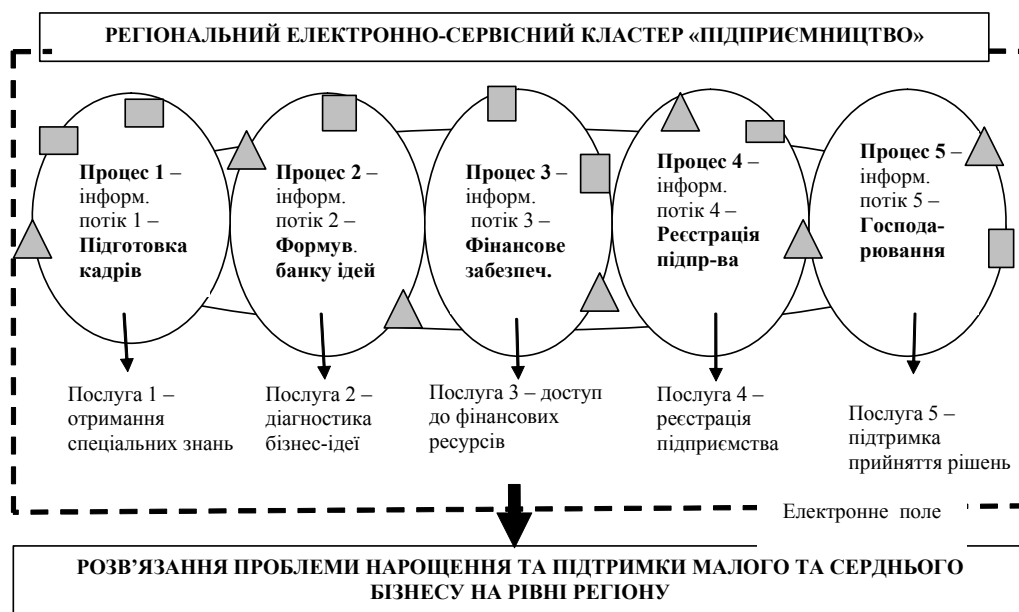 РЕГІОНАЛЬНИЙ ЕЛЕКТРОННО-СЕРВІСНИЙ КЛАСТЕР «ПІДПРИЄМНИЦТВО»
Процес 1 –
інформ.
потік 1 –
Підготовка
кадрів
Процес 2 –
інформ.
потік 2 –
Формув.
банку ідей
Процес 3 –
інформ.
потік 3 –
Фінансове
забезпеч.
Процес 4 –
інформ.
потік 4 –
Реєстрація
підпр-ва
Процес 5 –
інформ.
потік 5 –
Господа-
рювання
Послуга 1 –
отримання
спеціальних знань
Послуга 2 –
діагностика
бізнес-ідеї
Послуга 3 – доступ
до фінансових
ресурсів
Послуга 4 –
реєстрація
підприємства
Послуга 5 –
підтримка
прийняття рішень
Електронне поле
РОЗВ'ЯЗАННЯ ПРОБЛЕМИ НАРОЩЕННЯ ТА ПІДТРИМКИ МАЛОГО ТА СЕРДНЬОГО
БІЗНЕСУ НА РІВНІ РЕГІОНУ